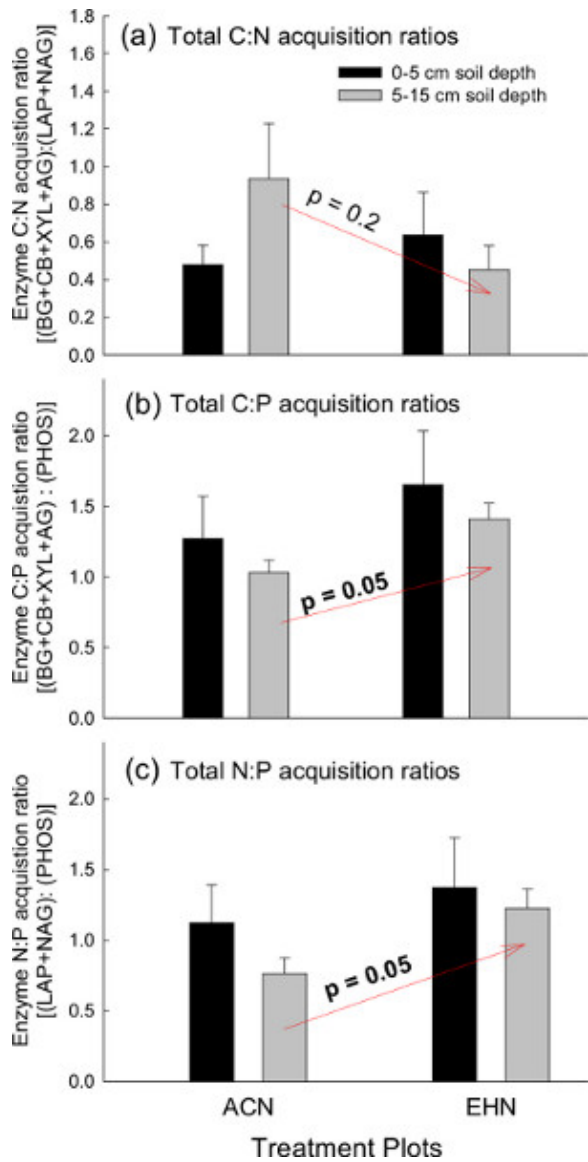 (a) Total C:N acquisition ratios
0-5 cm soil depth
5-15 cm soil depth
Enzyme C:N acquistion ratio
[(BG+CB+XYL+AG):(LAP+NAG)]
1.8
1.6
1.4
1.2
1.0
0.8
0.6
0.4
0.2
0.0
p = 0.2
(b) Total C:P acquisition ratios
Enzyme C:P acquistion ratio
[(BG+CB+XYL+AG) : (PHOS)]
2.0
1.5
1.0
0.5
0.0
p = 0.05
(c) Total N:P acquisition ratios
Enzyme N:P acquistion ratio
[(LAP+NAG): (PHOS)]
2.0
1.5
1.0
0.5
0.0
p = 0.05
ACN EHN
Treatment Plots